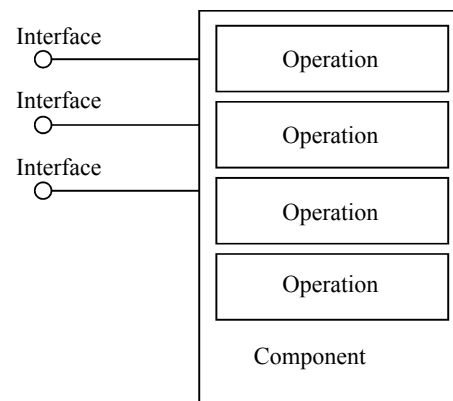 Interface
Interface
Interface
Operation
Operation
Operation
Operation
Component